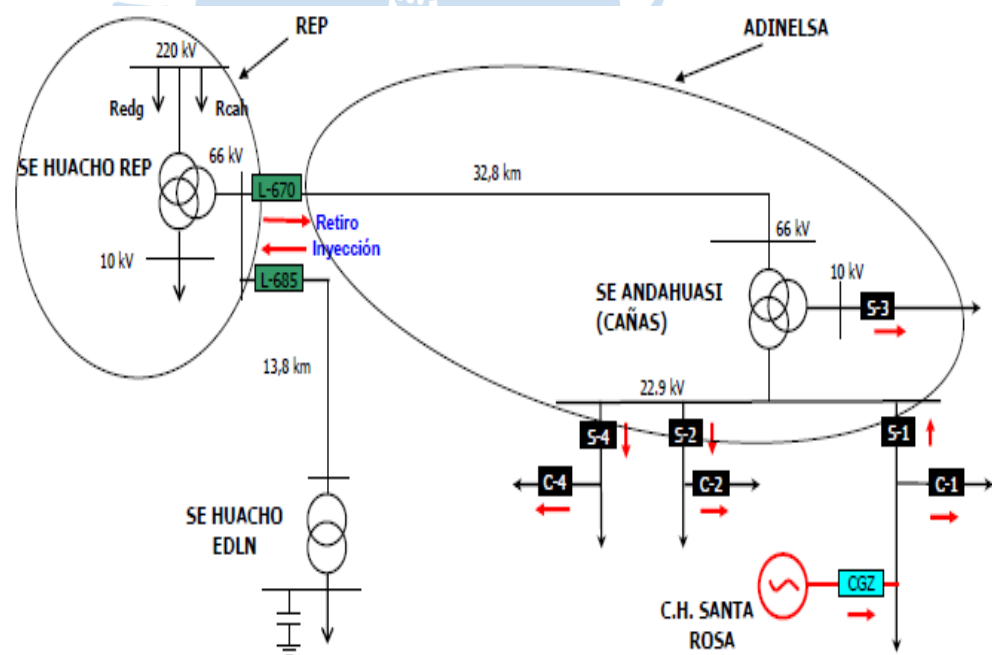 REP
ADINELSA
220 kV
Redg
Rcah
SE HUACHO REP
66 kV
L-670
32,8 km
Retiro
Inyección
66 kV
10 kV
L-685
10 kV
SE ANDAHUASI
(CAÑAS)
S-3
13,8 km
22.9 kV
S-4
S-2
S-1
C-4
C-2
C-1
SE HUACHO
EDLN
CGZ
C.H. SANTA
ROSA